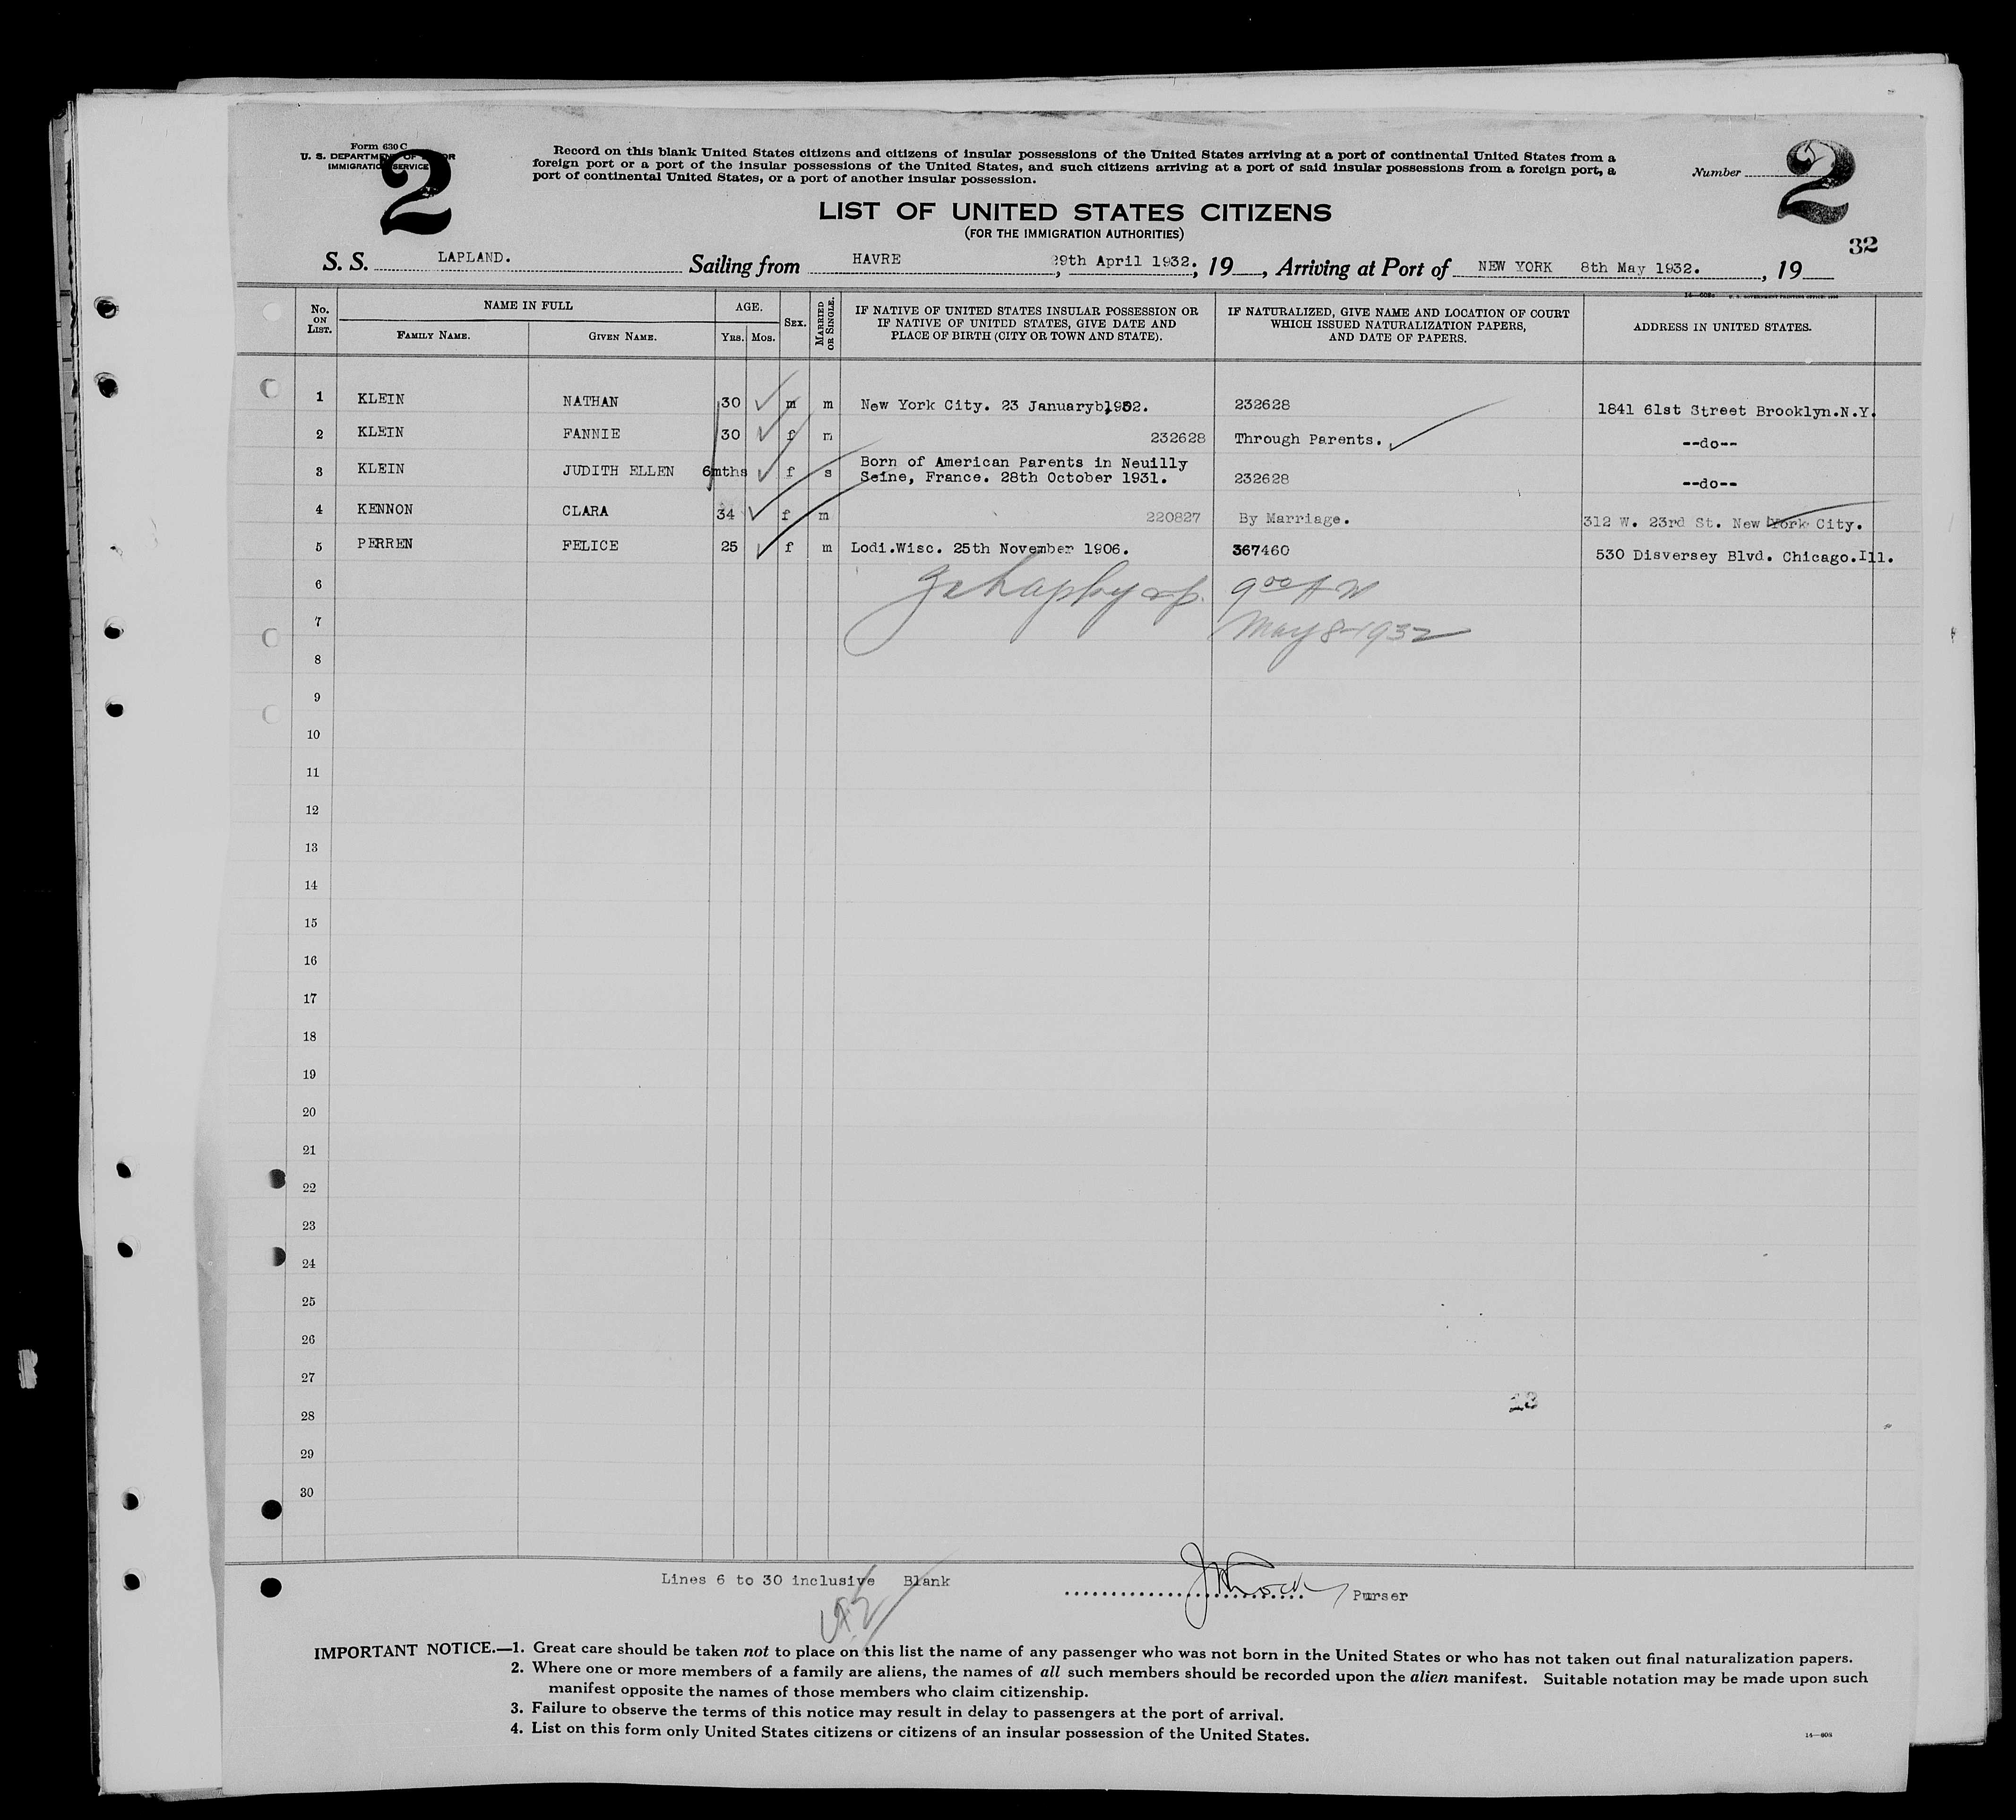 Form 630 C
U. S. DEPARTMENT OF LABOR
IMMIGRATION SERVICE
2
Record on this blank United States citizens and citizens of insular possessions of the United States arriving at a port of continental United States from a
foreign port or a port of the insular possessions of the United States, and such citizens arriving at a port of said insular possessions from a foreign port, a
port of continental United States, or a port of another insular possession.
Number 2
LIST OF UNITED STATES CITIZENS
(FOR THE IMMIGRATION AUTHORITIES)
32
S. S. LAPLAND. Sailing from HAVRE, 29th April 1932., 19, Arriving at Port of NEW YORK 8th May 1932., 19
No. ON LIST. NAME IN FULL FAMILY NAME. GIVEN NAME. AGE. YRS. MOS. SEX. MARRIED OR SINGLE.
IF NATIVE OF UNITED STATES INSULAR POSSESSION OR
IF NATIVE OF UNITED STATES, GIVE DATE AND
PLACE OF BIRTH (CITY OR TOWN AND STATE).
IF NATURALIZED, GIVE NAME AND LOCATION OF COURT
WHICH ISSUED NATURALIZATION PAPERS,
AND DATE OF PAPERS.
ADDRESS IN UNITED STATES.
1 KLEIN NATHAN 30 m m New York City. 23 January 1902. 232628 1841 61st Street Brooklyn.N.Y.
2 KLEIN FANNIE 30 f m 232628 Through Parents. --do--
3 KLEIN JUDITH ELLEN 6mths f s Born of American Parents in Neuilly
Seine, France. 28th October 1931. 232628 --do--
4 KENNON CLARA 34 f m 220827 By Marriage. 312 W. 23rd St. New York City.
5 PERREN FELICE 25 f m Lodi.Wisc. 25th November 1906. 367460 530 Disversey Blvd. Chicago.Ill.
6
7 May 8-1932
8
9
10
11
12
13
14
15
16
17
18
19
20
21
22
23
24
25
26
27
28
29
30
Lines 6 to 30 inclusive Blank
Purser
IMPORTANT NOTICE.—1. Great care should be taken not to place on this list the name of any passenger who was not born in the United States or who has not taken out final naturalization papers.
2. Where one or more members of a family are aliens, the names of all such members should be recorded upon the alien manifest. Suitable notation may be made upon such
manifest opposite the names of those members who claim citizenship.
3. Failure to observe the terms of this notice may result in delay to passengers at the port of arrival.
4. List on this form only United States citizens or citizens of an insular possession of the United States.